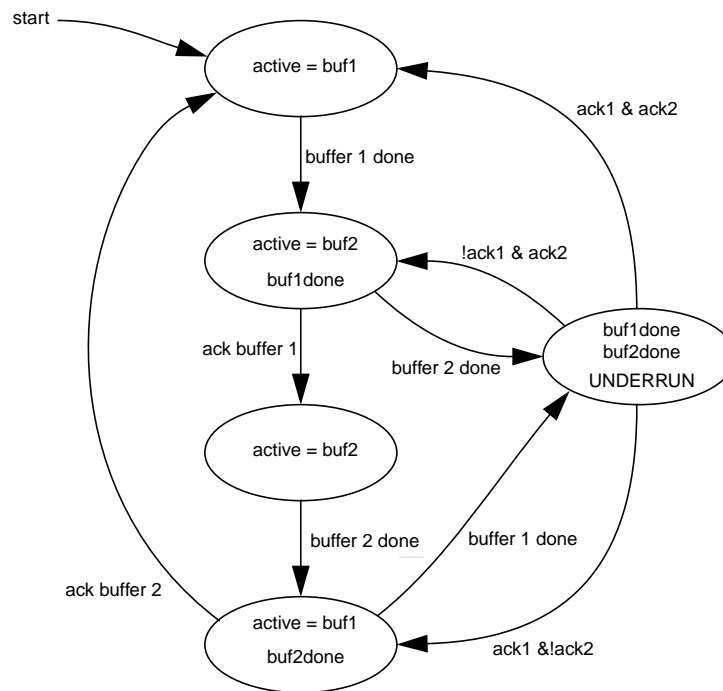 start
active = buf1
ack1 & ack2
buffer 1 done
active = buf2
buf1done
!ack1 & ack2
buf1done
buf2done
UNDERRUN
ack buffer 1
buffer 2 done
active = buf2
buffer 2 done
buffer 1 done
ack buffer 2
active = buf1
buf2done
ack1 &!ack2